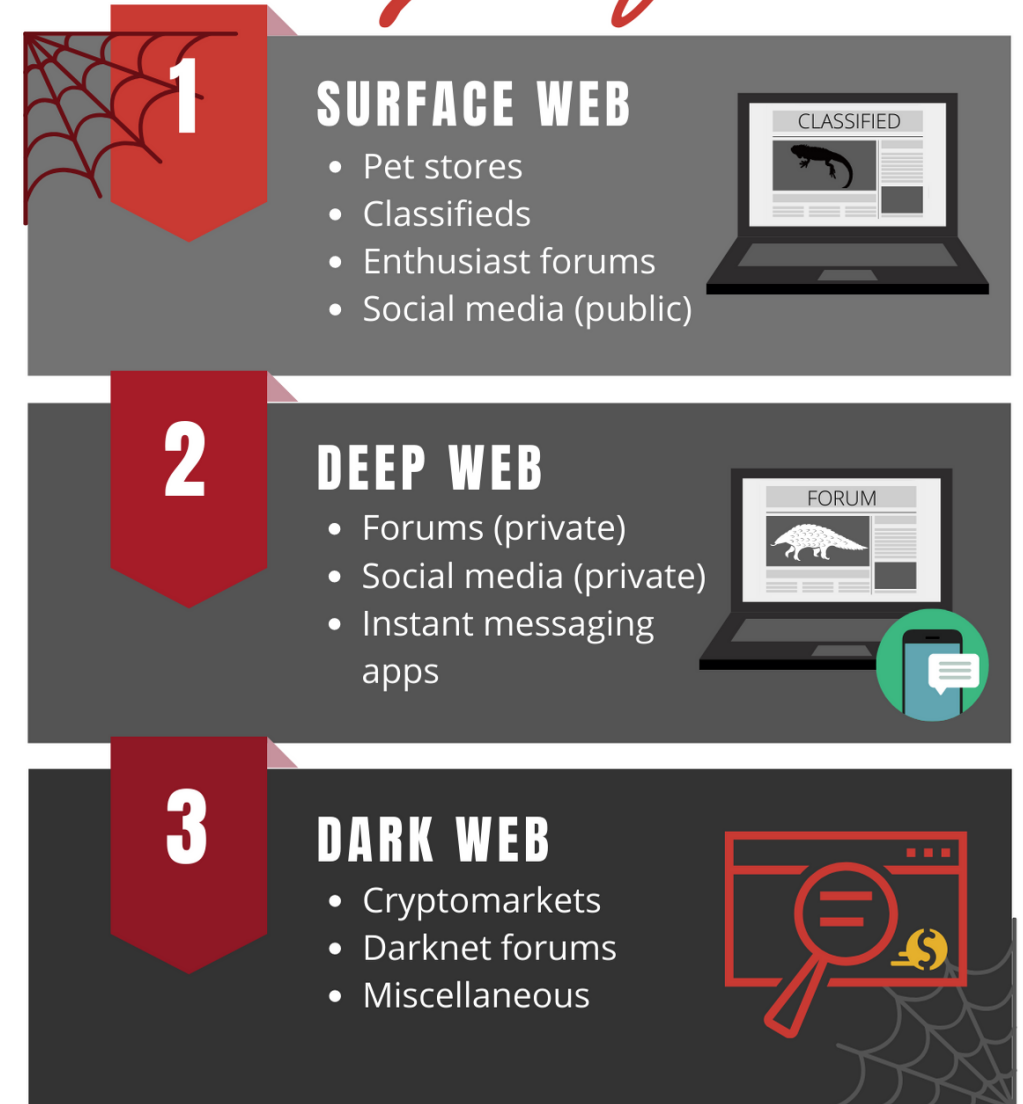 1
SURFACE WEB
• Pet stores
• Classifieds
• Enthusiast forums
• Social media (public)
CLASSIFIED
2
DEEP WEB
• Forums (private)
• Social media (private)
• Instant messaging
apps
FORUM
3
DARK WEB
• Cryptomarkets
• Darknet forums
• Miscellaneous
$